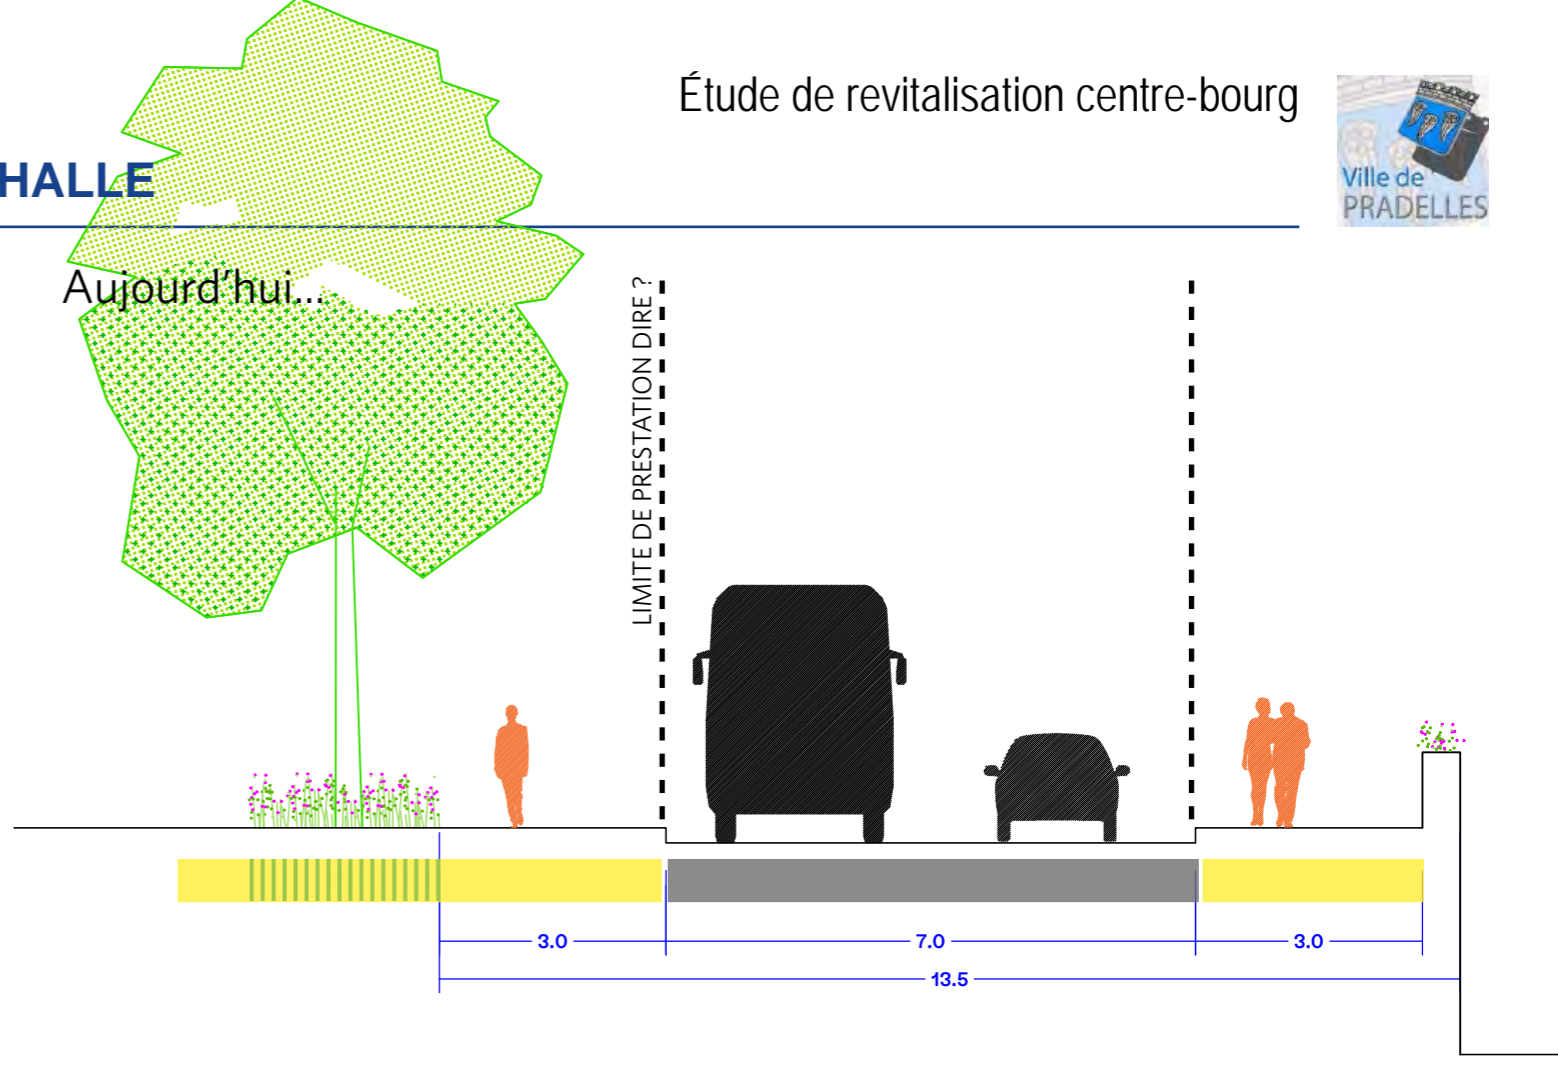 Étude de revitalisation centre-bourg
Ville de
PRADELLES
HALLE
Aujourd'hui...
LIMITE DE PRESTATION DIRE ?
3.0
7.0
3.0
13.5